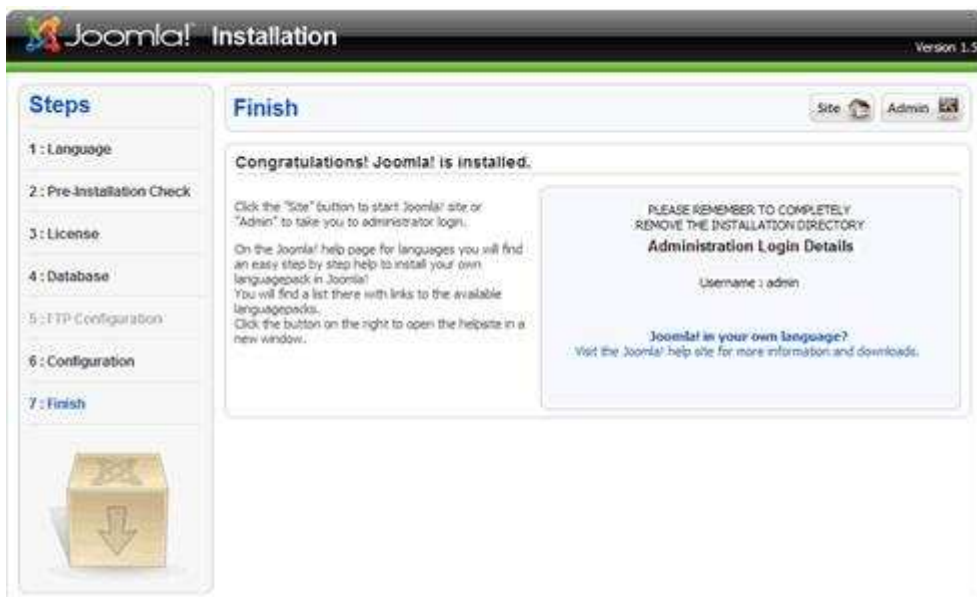 Joomla! Installation
Version 1.5
Steps
1 : Language
2 : Pre-Installation Check
3 : License
4 : Database
5 : FTP Configuration
6 : Configuration
7 : Finish
Finish
Site
Admin
Congratulations! Joomla! is installed.
Click the "Site" button to start Joomla! site or
"Admin" to take you to administrator login.
On the Joomla! help page for languages you will find
an easy step by step help to install your own
languagepack in Joomla!
You will find a list there with links to the available
languagepacks.
Click the button on the right to open the helpsite in a
new window.
PLEASE REMEMBER TO COMPLETELY
REMOVE THE INSTALLATION DIRECTORY
Administration Login Details
Username : admin
Joomla! in your own language?
Visit the Joomla! help site for more information and downloads.